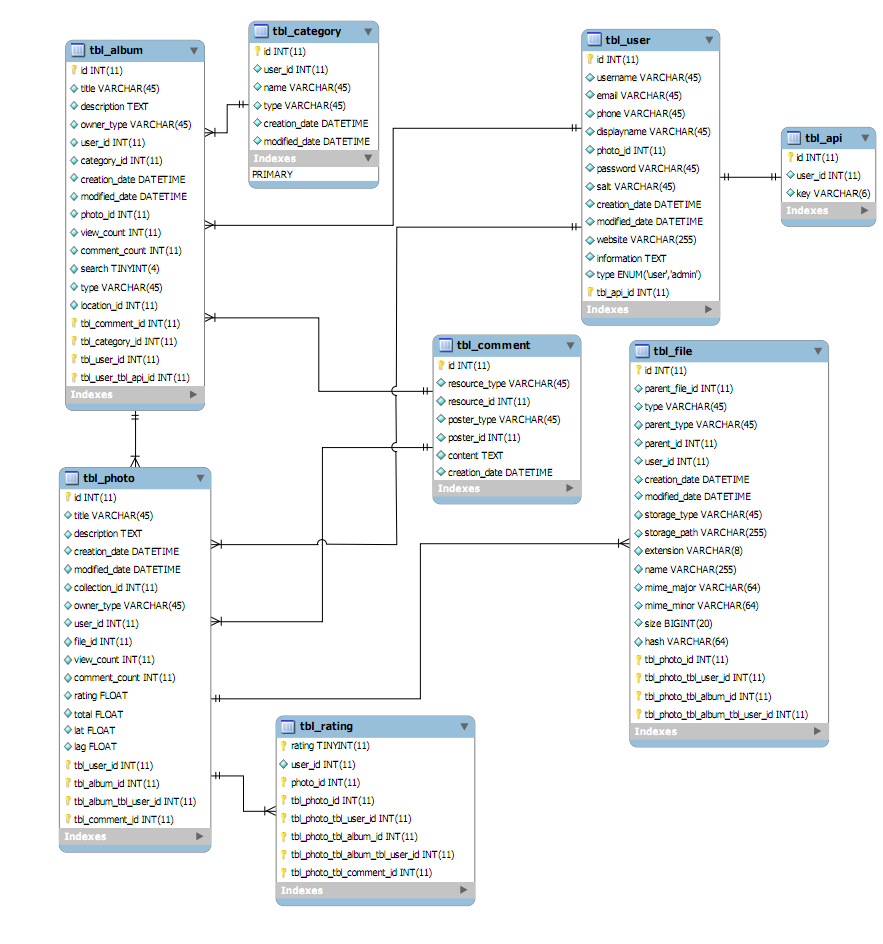 tbl_album
id INT(11)
title VARCHAR(45)
description TEXT
owner_type VARCHAR(45)
user_id INT(11)
category_id INT(11)
creation_date DATETIME
modified_date DATETIME
photo_id INT(11)
view_count INT(11)
comment_count INT(11)
search TINYINT(4)
type VARCHAR(45)
location_id INT(11)
tbl_comment_id INT(11)
tbl_category_id INT(11)
tbl_user_id INT(11)
tbl_user_tbl_api_id INT(11)
Indexes
tbl_category
id INT(11)
user_id INT(11)
name VARCHAR(45)
type VARCHAR(45)
creation_date DATETIME
modified_date DATETIME
Indexes
PRIMARY
tbl_user
id INT(11)
username VARCHAR(45)
email VARCHAR(45)
phone VARCHAR(45)
displayname VARCHAR(45)
photo_id INT(11)
password VARCHAR(45)
salt VARCHAR(45)
creation_date DATETIME
modified_date DATETIME
website VARCHAR(255)
information TEXT
type ENUM('user','admin')
tbl_api_id INT(11)
Indexes
tbl_api
id INT(11)
user_id INT(11)
key VARCHAR(6)
Indexes
tbl_comment
id INT(11)
resource_type VARCHAR(45)
resource_id INT(11)
poster_type VARCHAR(45)
poster_id INT(11)
content TEXT
creation_date DATETIME
Indexes
tbl_file
id INT(11)
parent_file_id INT(11)
type VARCHAR(45)
parent_type VARCHAR(45)
parent_id INT(11)
user_id INT(11)
creation_date DATETIME
modified_date DATETIME
storage_type VARCHAR(45)
storage_path VARCHAR(255)
extension VARCHAR(8)
name VARCHAR(255)
mime_major VARCHAR(64)
mime_minor VARCHAR(64)
size BIGINT(20)
hash VARCHAR(64)
tbl_photo_id INT(11)
tbl_photo_tbl_user_id INT(11)
tbl_photo_tbl_album_id INT(11)
tbl_photo_tbl_album_tbl_user_id INT(11)
Indexes
tbl_photo
id INT(11)
title VARCHAR(45)
description TEXT
creation_date DATETIME
modified_date DATETIME
collection_id INT(11)
owner_type VARCHAR(45)
user_id INT(11)
file_id INT(11)
view_count INT(11)
comment_count INT(11)
rating FLOAT
total FLOAT
lat FLOAT
lag FLOAT
tbl_user_id INT(11)
tbl_album_id INT(11)
tbl_album_tbl_user_id INT(11)
tbl_comment_id INT(11)
Indexes
tbl_rating
rating TINYINT(11)
user_id INT(11)
photo_id INT(11)
tbl_photo_id INT(11)
tbl_photo_tbl_user_id INT(11)
tbl_photo_tbl_album_id INT(11)
tbl_photo_tbl_album_tbl_user_id INT(11)
tbl_photo_tbl_comment_id INT(11)
Indexes